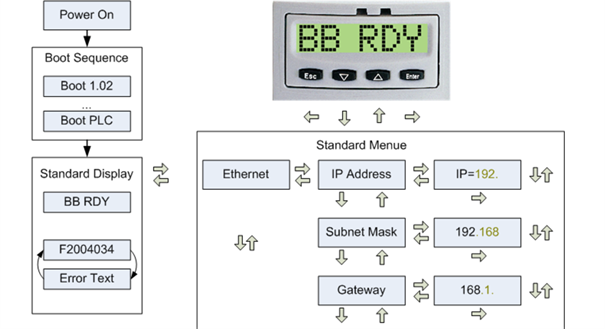 Power On
Boot Sequence
Boot 1.02
...
Boot PLC
Standard Display
BB RDY
F2004034
Error Text
BB RDY
Esc
Enter
Standard Menue
Ethernet
IP Address
IP=192.
Subnet Mask
192.168
Gateway
168.1.